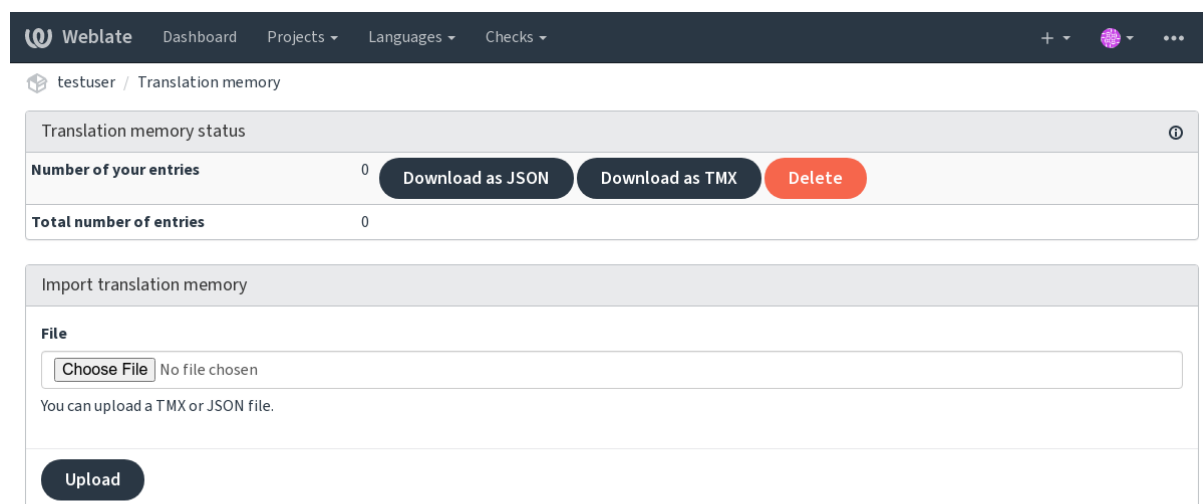 Weblate Dashboard Projects Languages Checks +
testuser / Translation memory
Translation memory status
Number of your entries 0 Download as JSON Download as TMX Delete
Total number of entries 0
Import translation memory
File
Choose File No file chosen
You can upload a TMX or JSON file.
Upload